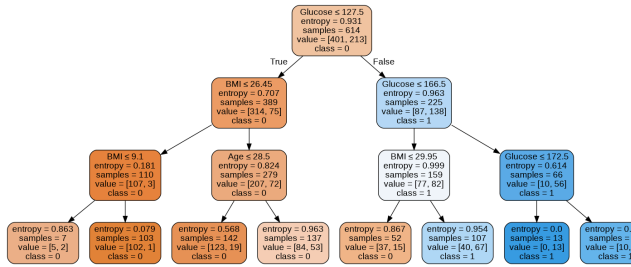 Glucose ≤ 127.5
entropy = 0.931
samples = 614
value = [401, 213]
class = 0
True
False
BMI ≤ 26.45
entropy = 0.707
samples = 389
value = [314, 75]
class = 0
Glucose ≤ 166.5
entropy = 0.963
samples = 225
value = [87, 138]
class = 1
BMI ≤ 9.1
entropy = 0.181
samples = 110
value = [107, 3]
class = 0
Age ≤ 28.5
entropy = 0.824
samples = 279
value = [207, 72]
class = 0
BMI ≤ 29.95
entropy = 0.999
samples = 159
value = [77, 82]
class = 1
Glucose ≤ 172.5
entropy = 0.614
samples = 66
value = [10, 56]
class = 1
entropy = 0.863
samples = 7
value = [5, 2]
class = 0
entropy = 0.079
samples = 103
value = [102, 1]
class = 0
entropy = 0.568
samples = 142
value = [123, 19]
class = 0
entropy = 0.963
samples = 137
value = [84, 53]
class = 0
entropy = 0.867
samples = 52
value = [37, 15]
class = 0
entropy = 0.954
samples = 107
value = [40, 67]
class = 1
entropy = 0.0
samples = 13
value = [0, 13]
class = 1
entropy = 0.
samples =
value = [10,
class = 1